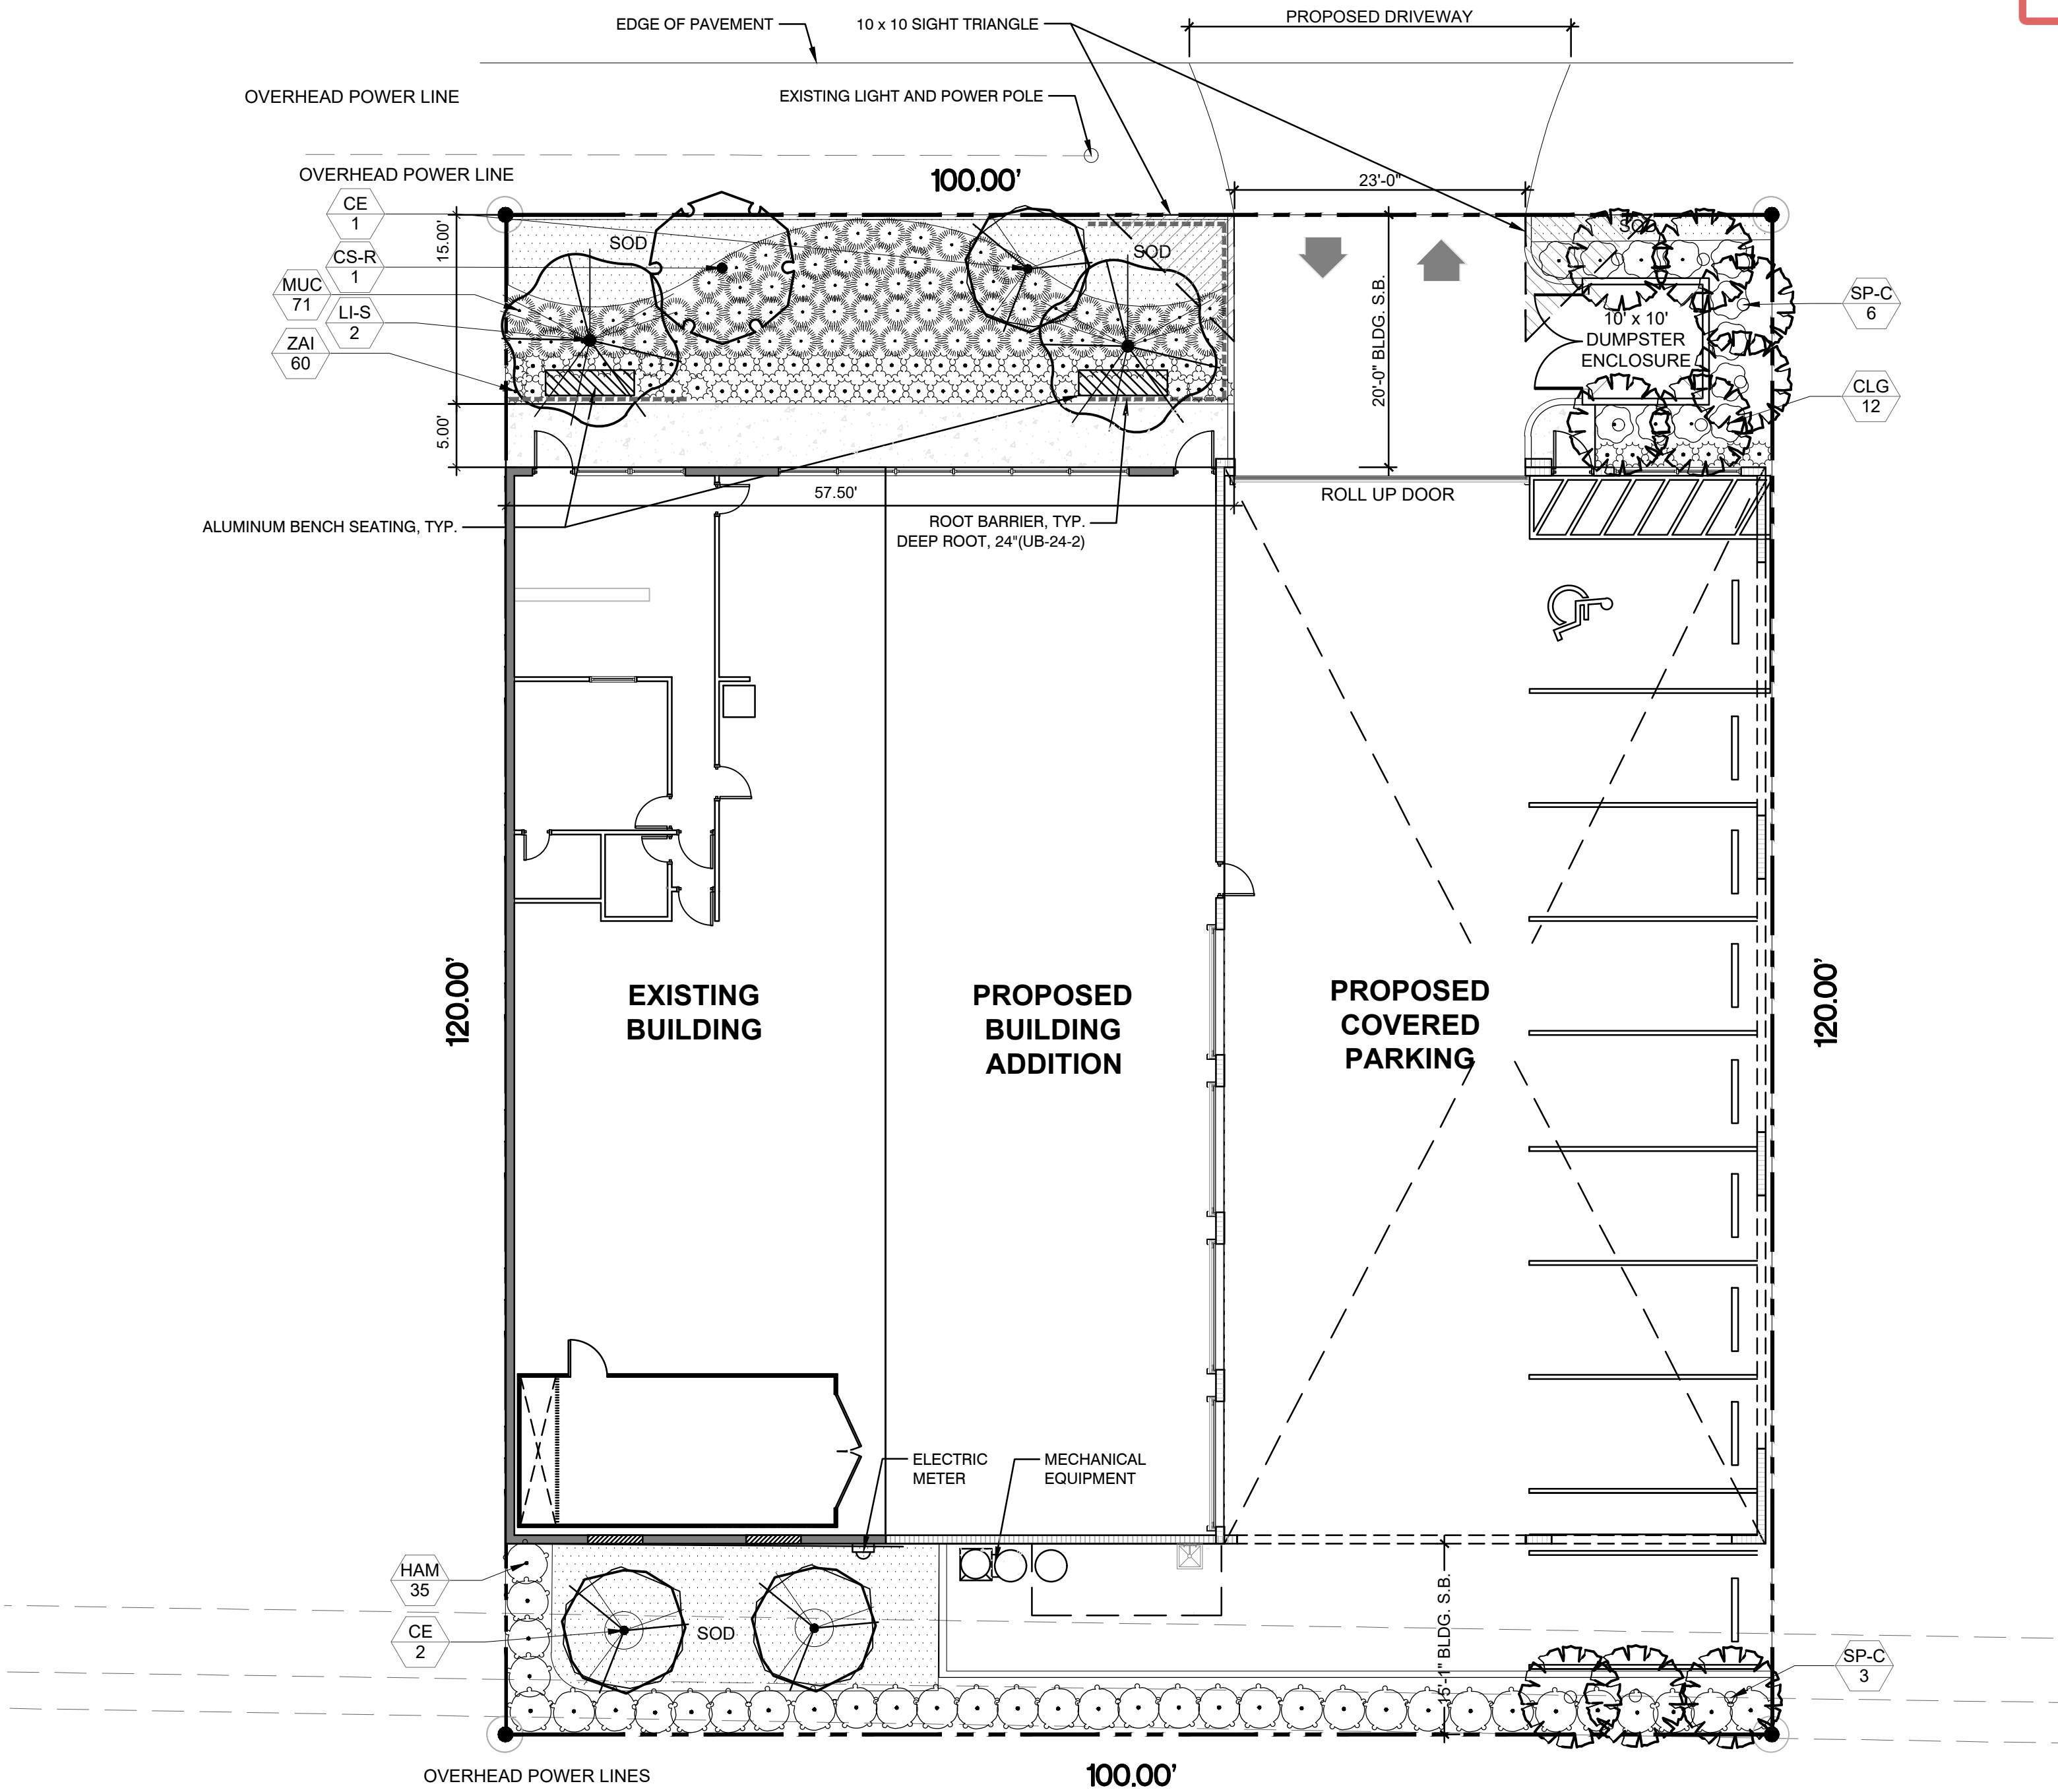 PROPOSED DRIVEWAY
EDGE OF PAVEMENT
10 x 10 SIGHT TRIANGLE
OVERHEAD POWER LINE
EXISTING LIGHT AND POWER POLE
OVERHEAD POWER LINE
100.00'
23'-0"
CE
1
15.00'
SOD
SOD
SOD
CS-R
1
MUC
71
LI-S
2
ZAI
60
20'-0" BLDG. S.B.
SP-C
6
10' x 10'
DUMPSTER
ENCLOSURE
CLG
12
5.00'
57.50'
ROLL UP DOOR
ALUMINUM BENCH SEATING, TYP.
ROOT BARRIER, TYP.
DEEP ROOT, 24"(UB-24-2)
120.00'
EXISTING
BUILDING
PROPOSED
BUILDING
ADDITION
PROPOSED
COVERED
PARKING
120.00'
ELECTRIC
METER
MECHANICAL
EQUIPMENT
HAM
35
CE
2
SOD
15'-1" BLDG. S.B.
SP-C
3
OVERHEAD POWER LINES
100.00'